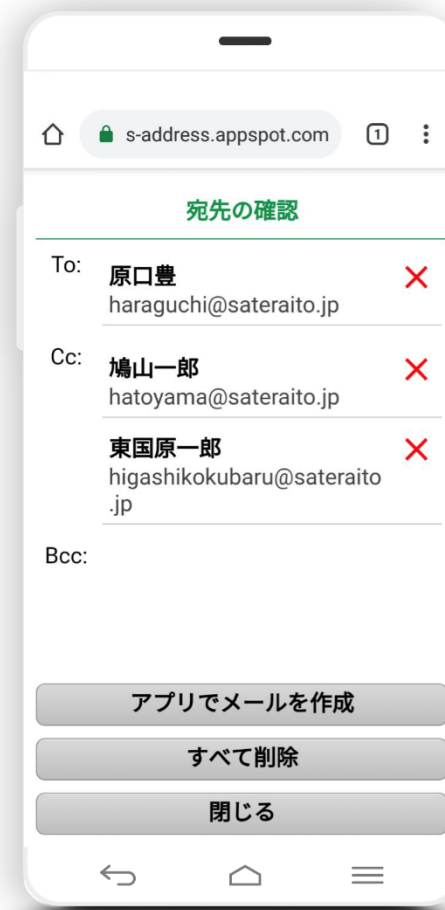 s-address.appspot.com 1
宛先の確認
To: 原口豊
haraguchi@sateraito.jp
Cc: 鳩山一郎
hatoyama@sateraito.jp
東国原一郎
higashikokubaru@sateraito
.jp
Bcc:
アプリでメールを作成
すべて削除
閉じる